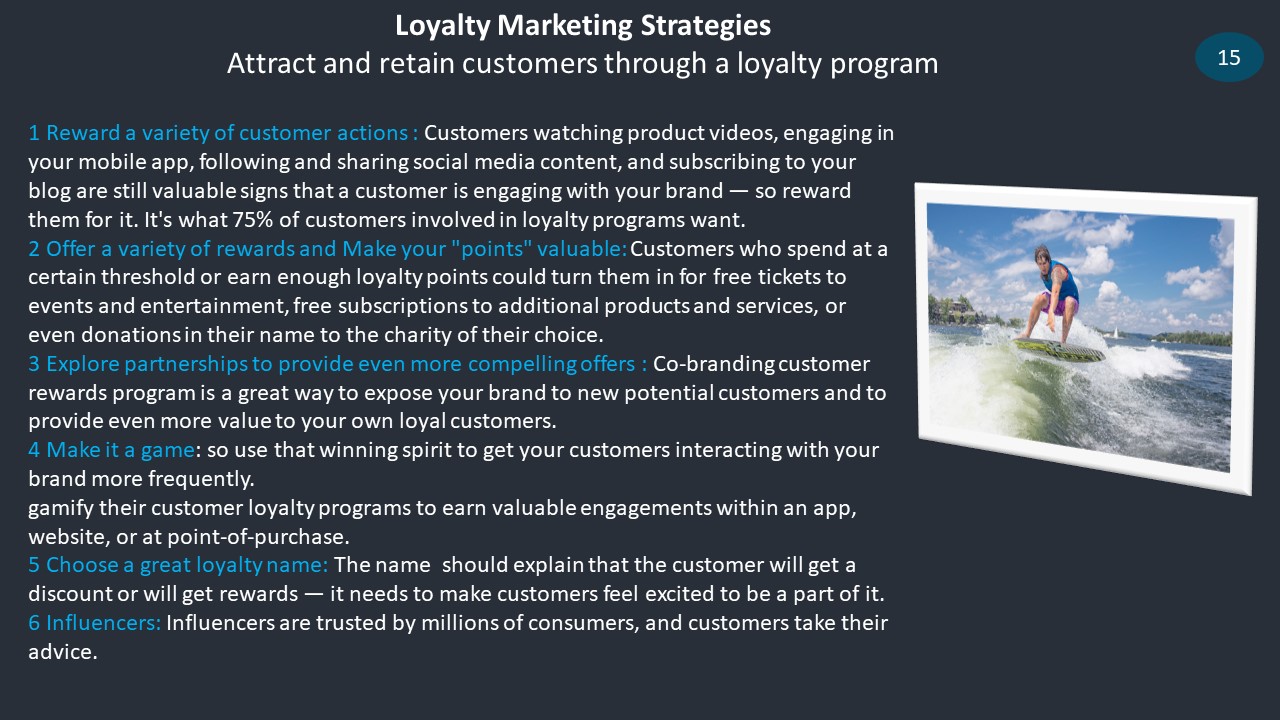 Loyalty Marketing Strategies
Attract and retain customers through a loyalty program
15
1 Reward a variety of customer actions : Customers watching product videos, engaging in
your mobile app, following and sharing social media content, and subscribing to your
blog are still valuable signs that a customer is engaging with your brand — so reward
them for it. It's what 75% of customers involved in loyalty programs want.
2 Offer a variety of rewards and Make your "points" valuable: Customers who spend at a
certain threshold or earn enough loyalty points could turn them in for free tickets to
events and entertainment, free subscriptions to additional products and services, or
even donations in their name to the charity of their choice.
3 Explore partnerships to provide even more compelling offers : Co-branding customer
rewards program is a great way to expose your brand to new potential customers and to
provide even more value to your own loyal customers.
4 Make it a game: so use that winning spirit to get your customers interacting with your
brand more frequently.
gamify their customer loyalty programs to earn valuable engagements within an app,
website, or at point-of-purchase.
5 Choose a great loyalty name: The name  should explain that the customer will get a
discount or will get rewards — it needs to make customers feel excited to be a part of it.
6 Influencers: Influencers are trusted by millions of consumers, and customers take their
advice.